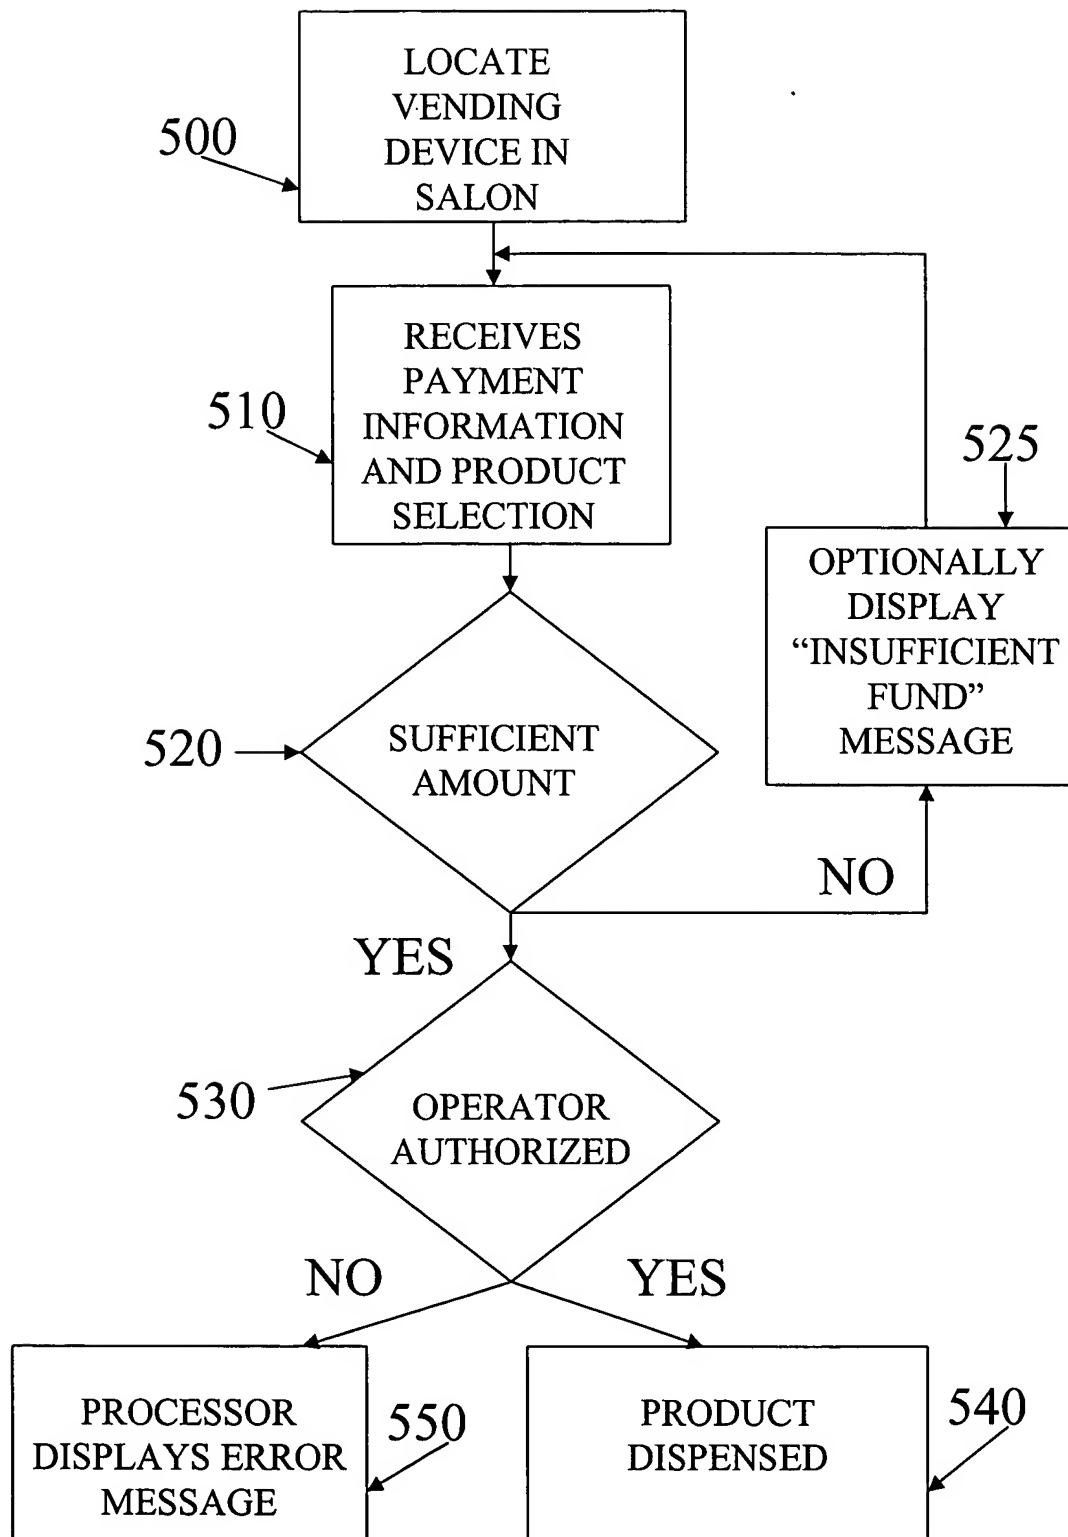 LOCATE
VENDING
DEVICE IN
SALON
500
RECEIVES
PAYMENT
INFORMATION
AND PRODUCT
SELECTION
510
525
OPTIONALLY
DISPLAY
“INSUFFICIENT
FUND”
MESSAGE
520
SUFFICIENT
AMOUNT
NO
YES
530
OPERATOR
AUTHORIZED
NO
YES
PROCESSOR
DISPLAYS ERROR
MESSAGE
550
PRODUCT
DISPENSED
540